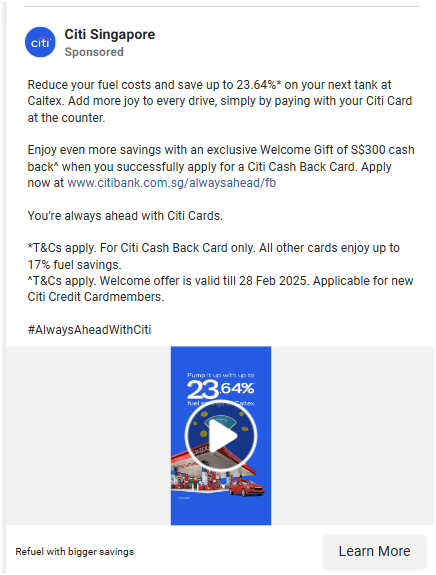 citi
Citi Singapore
Sponsored
Reduce your fuel costs and save up to 23.64%* on your next tank at
Caltex. Add more joy to every drive, simply by paying with your Citi Card
at the counter.
Enjoy even more savings with an exclusive Welcome Gift of S$300 cash
back^ when you successfully apply for a Citi Cash Back Card. Apply
now at www.citibank.com.sg/alwaysahead/fb
You're always ahead with Citi Cards.
*T&Cs apply. For Citi Cash Back Card only. All other cards enjoy up to
17% fuel savings.
^T&Cs apply. Welcome offer is valid till 28 Feb 2025. Applicable for new
Citi Credit Cardmembers.
#AlwaysAheadWithCiti
Pump it up with up to
23.64%
fuel savings at Caltex
Refuel with bigger savings
Learn More